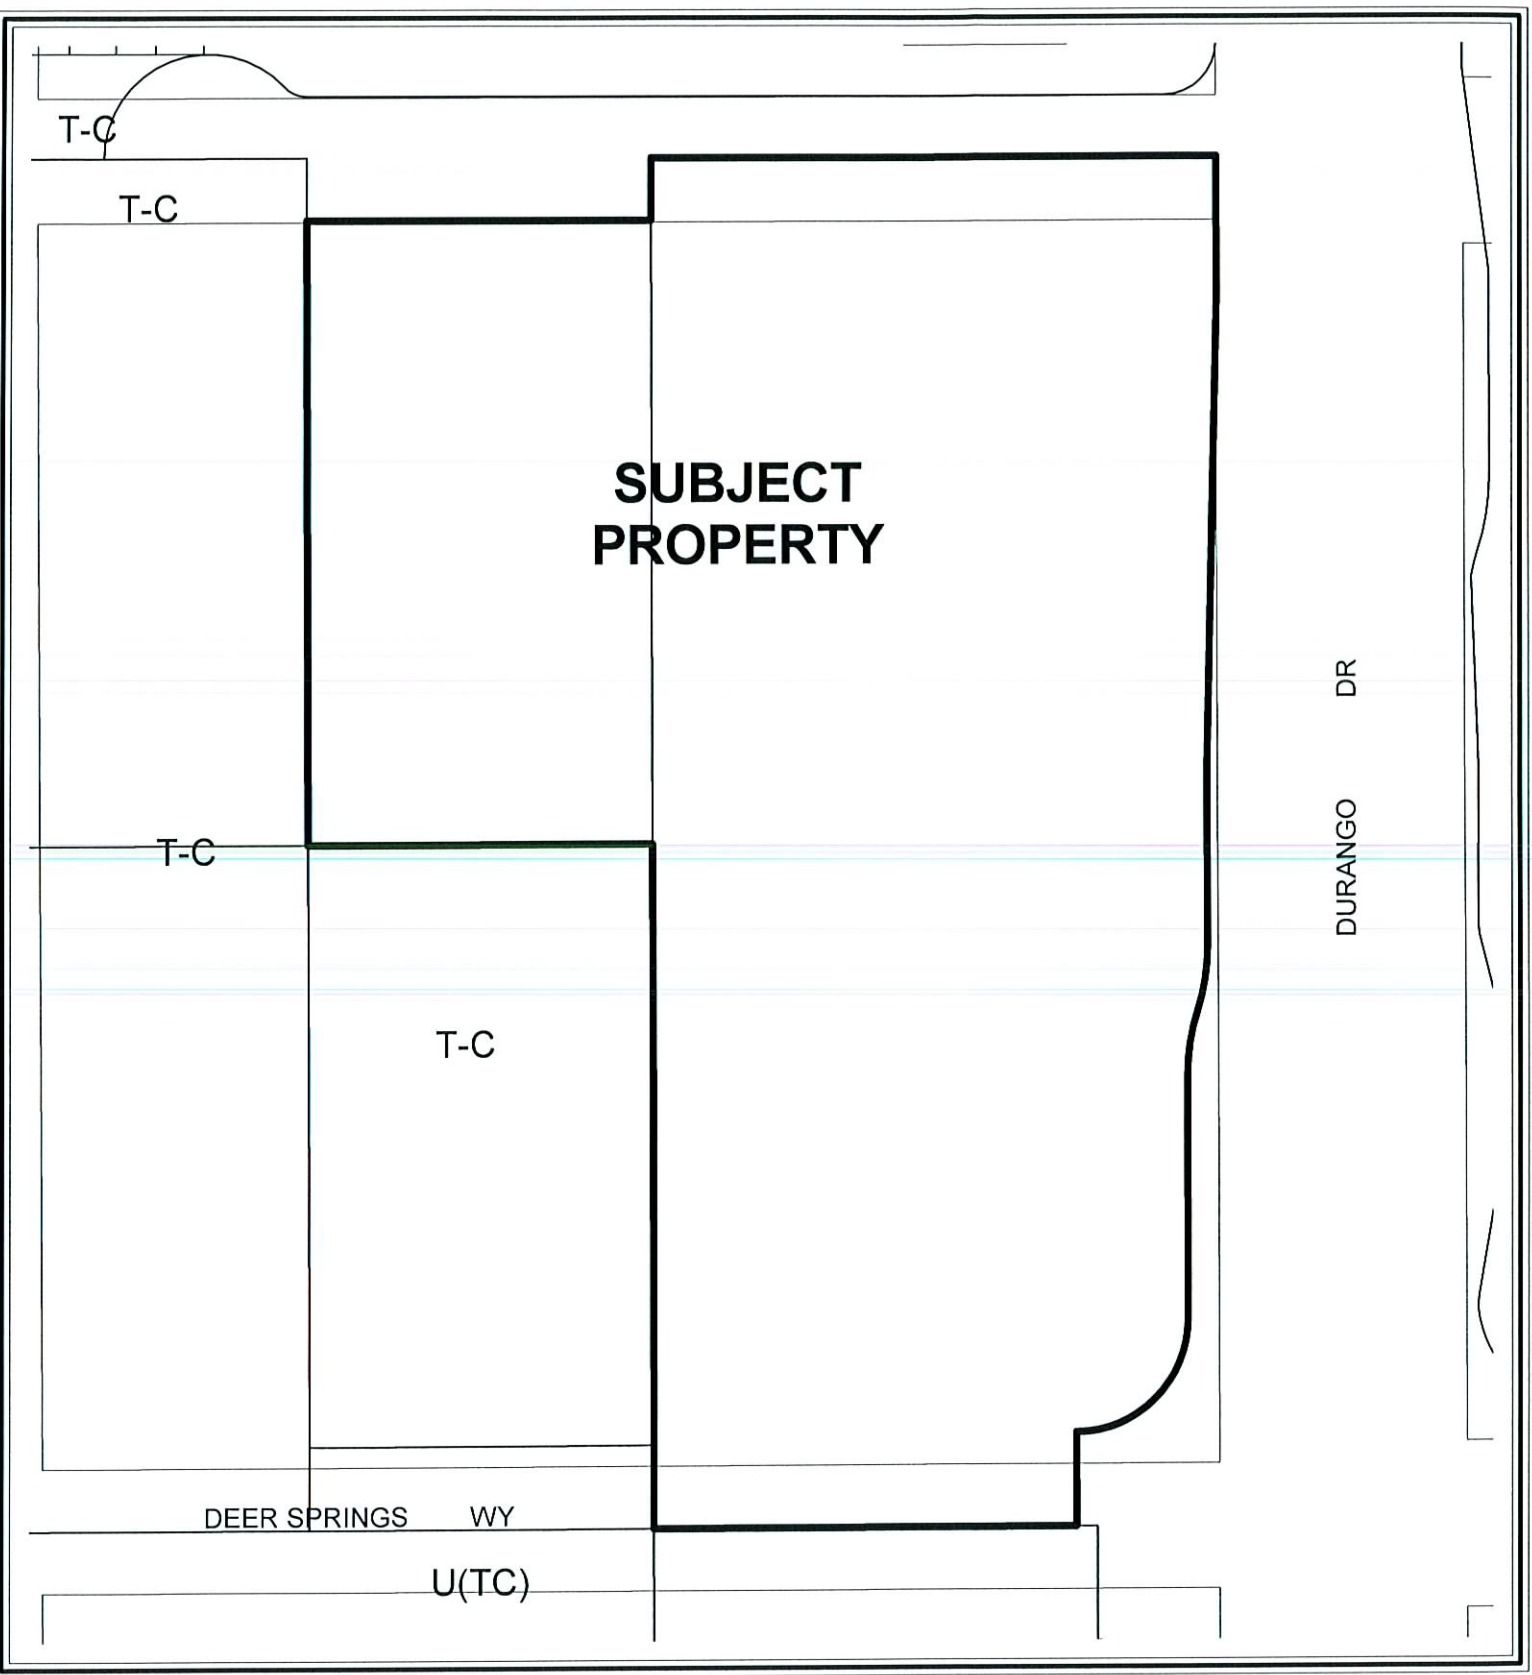 T-C
T-C
SUBJECT
PROPERTY
DURANGO DR
T-C
T-C
DEER SPRINGS WY
U(TC)